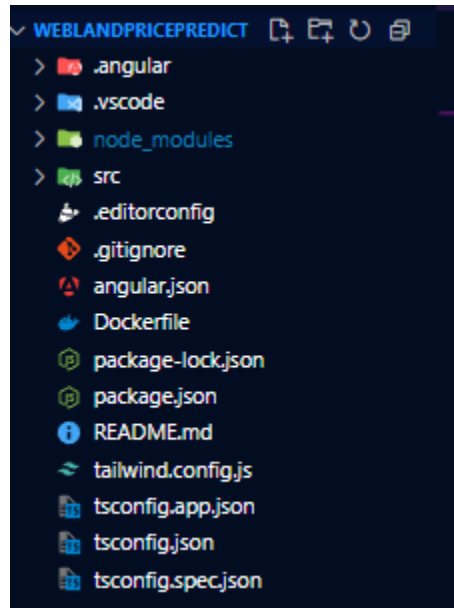 WEBLANDPRICEPREDICT
.angular
.vscode
node_modules
src
.editorconfig
.gitignore
angular.json
Dockerfile
package-lock.json
package.json
README.md
tailwind.config.js
tsconfig.app.json
tsconfig.json
tsconfig.spec.json